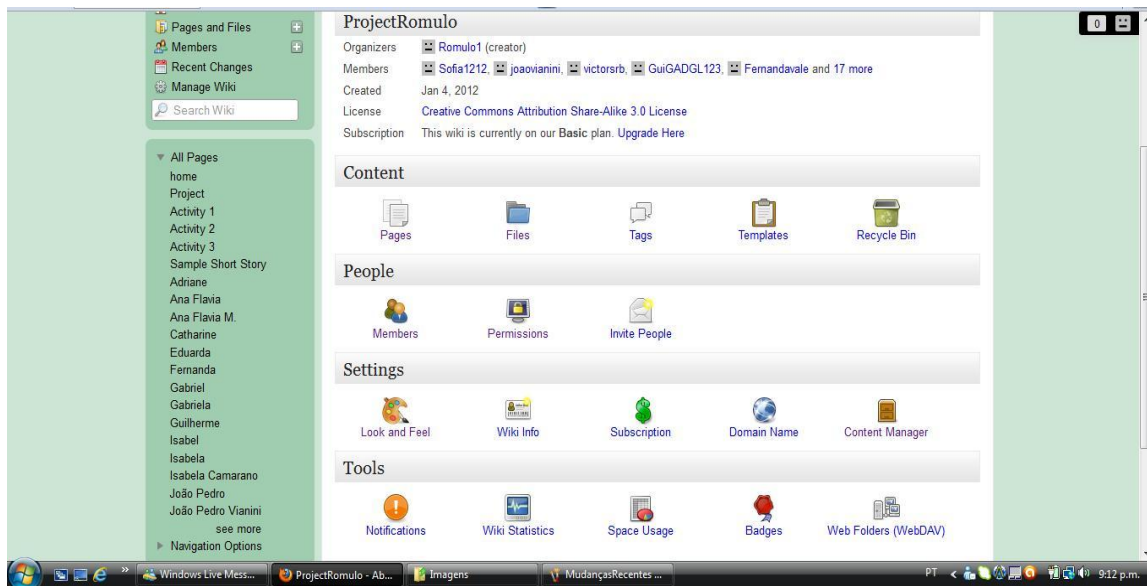 Pages and Files
Members
Recent Changes
Manage Wiki
Search Wiki
All Pages
home
Project
Activity 1
Activity 2
Activity 3
Sample Short Story
Adriane
Ana Flavia
Ana Flavia M.
Catharine
Eduarda
Fernanda
Gabriel
Gabriela
Guilherme
Isabel
Isabela
Isabela Camarano
João Pedro
João Pedro Vianini
see more
Navigation Options
ProjectRomulo
Organizers Romulo1 (creator)
Members Sofia1212, joaovianini, victorsrb, GuiGADGL123, Fernandavale and 17 more
Created Jan 4, 2012
License Creative Commons Attribution Share-Alike 3.0 License
Subscription This wiki is currently on our Basic plan. Upgrade Here
Content
Pages Files Tags Templates Recycle Bin
People
Members Permissions Invite People
Settings
Look and Feel Wiki Info Subscription Domain Name Content Manager
Tools
Notifications Wiki Statistics Space Usage Badges Web Folders (WebDAV)
0
Windows Live Mess... ProjectRomulo - Ab... Imagens MudançasRecentes ... PT 9:12 p.m.